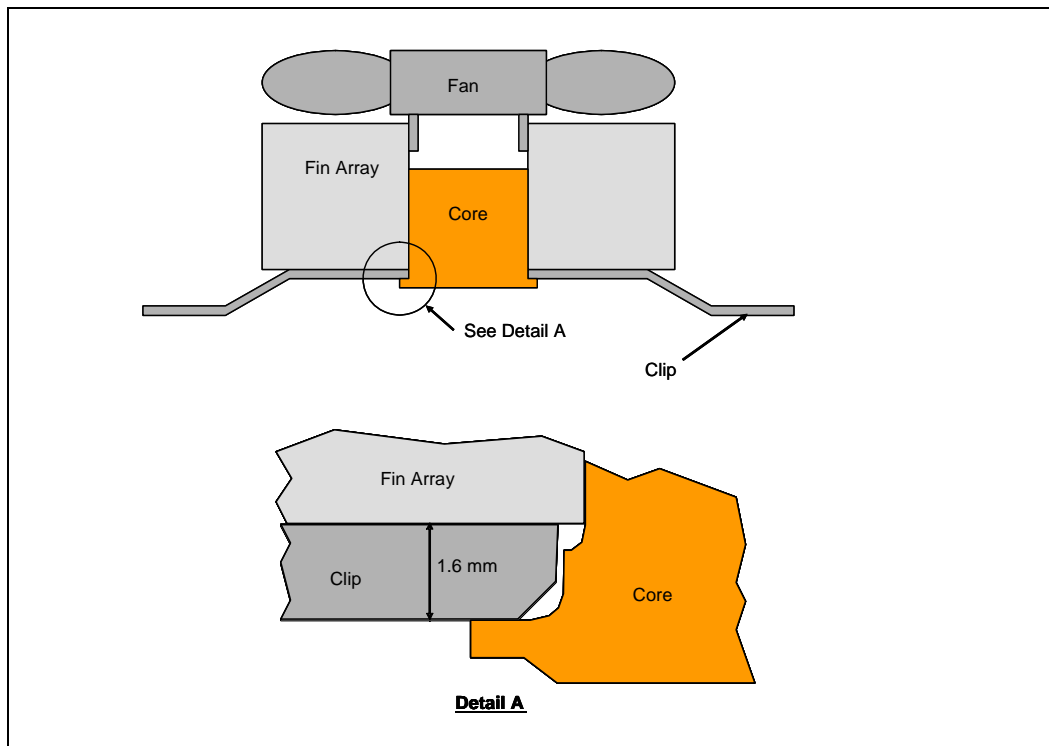 Fan
Fin Array
Core
See Detail A
Clip
Fin Array
1.6 mm
Clip
Core
Detail A